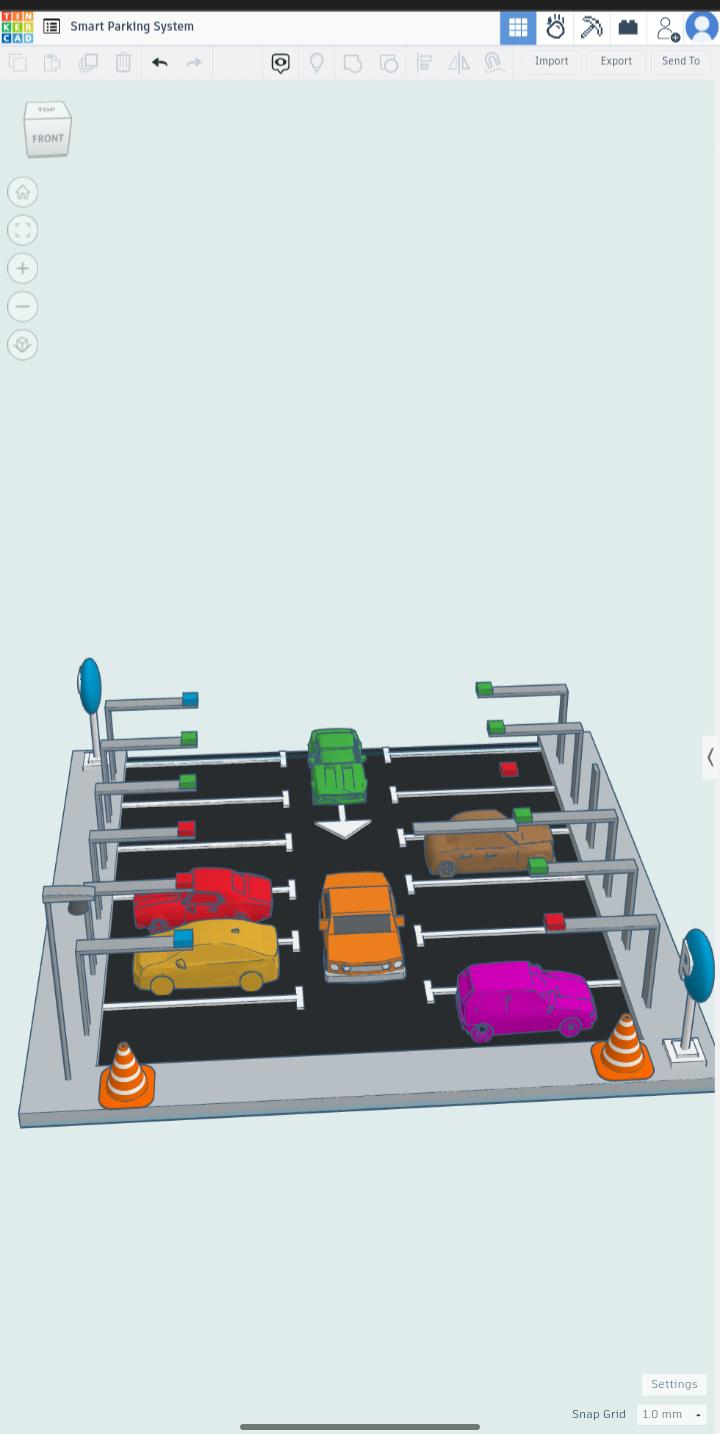 TIN
KER
CAD
Smart Parking System
Import
Export
Send To
TOP
FRONT
Settings
Snap Grid
1.0 mm